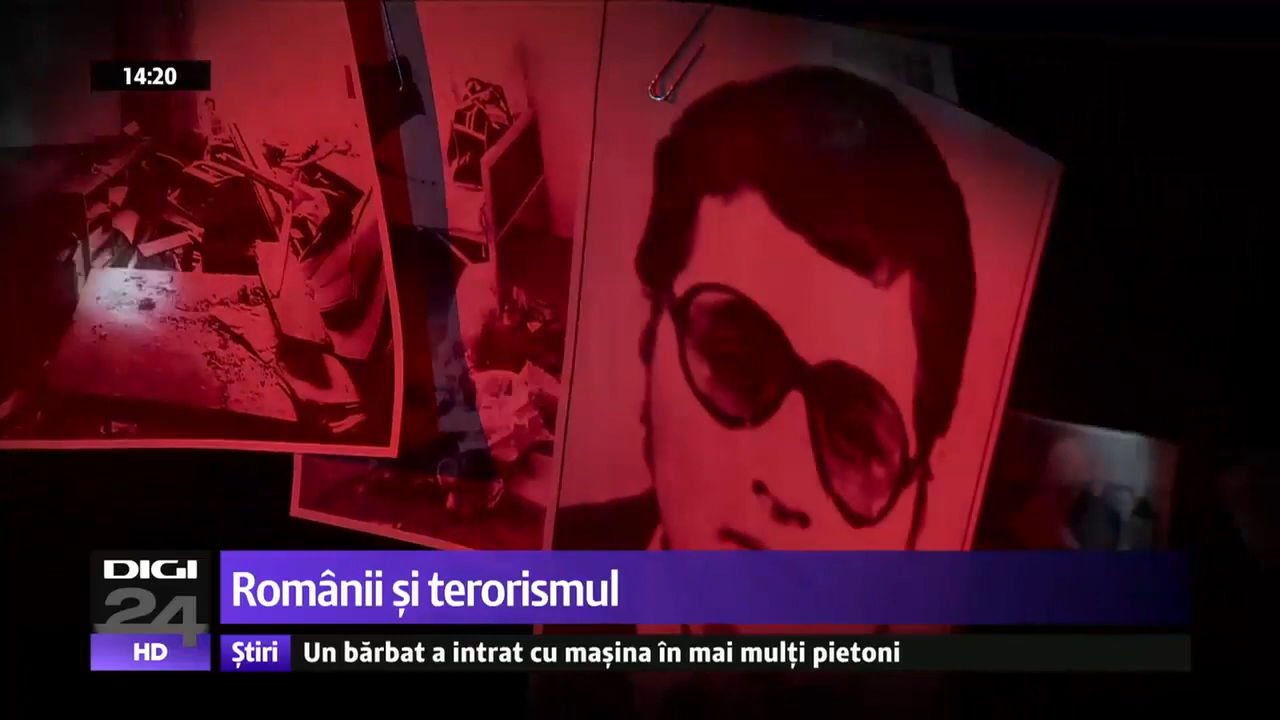 14:20
DIGI
24
HD
Românii și terorismul
Știri
Un bărbat a intrat cu mașina în mai mulți pietoni